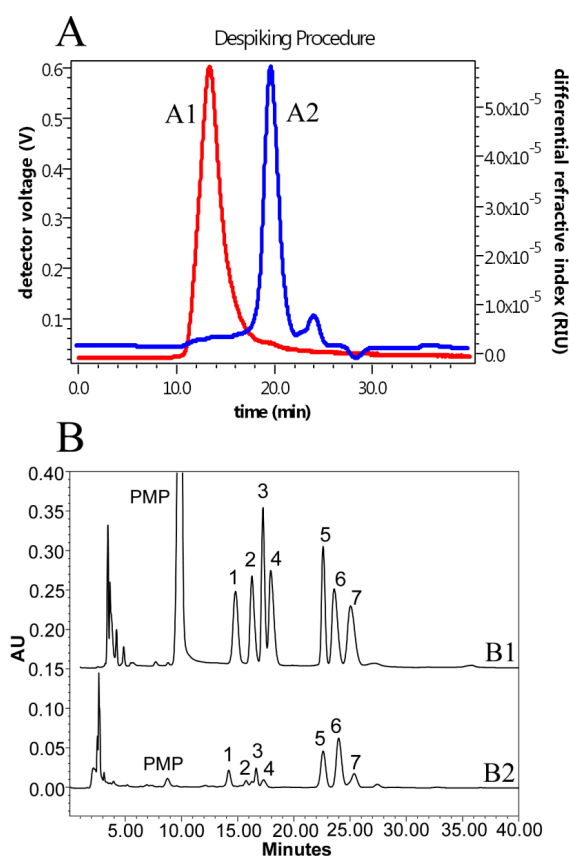 A
Despiking Procedure
A1
A2
detector voltage (V)
0.6
0.5
0.4
0.3
0.2
0.1
differential refractive index (RIU)
5.0x10-5
4.0x10-5
3.0x10-5
2.0x10-5
1.0x10-5
0.0
0.0 10.0 20.0 30.0
time (min)
B
AU
0.40
0.30
0.25
0.20
0.15
0.10
0.05
0.00
PMP
1 2 3 4 5 6 7
B1
PMP
1 2 3 4 5 6 7
B2
5.00 10.00 15.00 20.00 25.00 30.00 35.00 40.00
Minutes